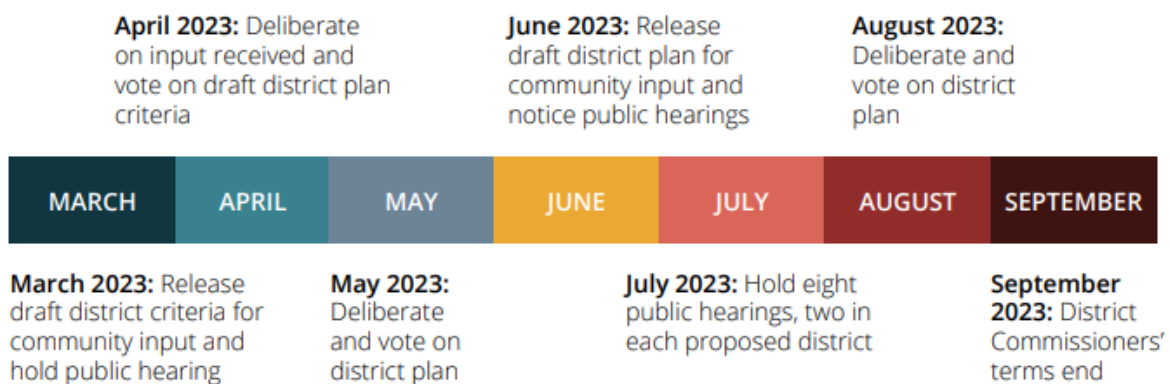 April 2023: Deliberate
on input received and
vote on draft district plan
criteria
June 2023: Release
draft district plan for
community input and
notice public hearings
August 2023:
Deliberate and
vote on district
plan
MARCH
APRIL
MAY
JUNE
JULY
AUGUST
SEPTEMBER
March 2023: Release
draft district criteria for
community input and
hold public hearing
May 2023:
Deliberate
and vote on
district plan
July 2023: Hold eight
public hearings, two in
each proposed district
September
2023: District
Commissioners’
terms end